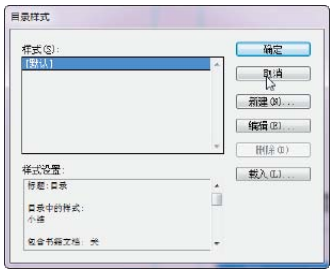 目录样式
样式(S):
[默认]
确定
取消
新建(N)...
编辑(E)...
删除(D)
载入(L)...
样式设置:
标题:目录
目录中的样式:
小结
包含书籍文档: